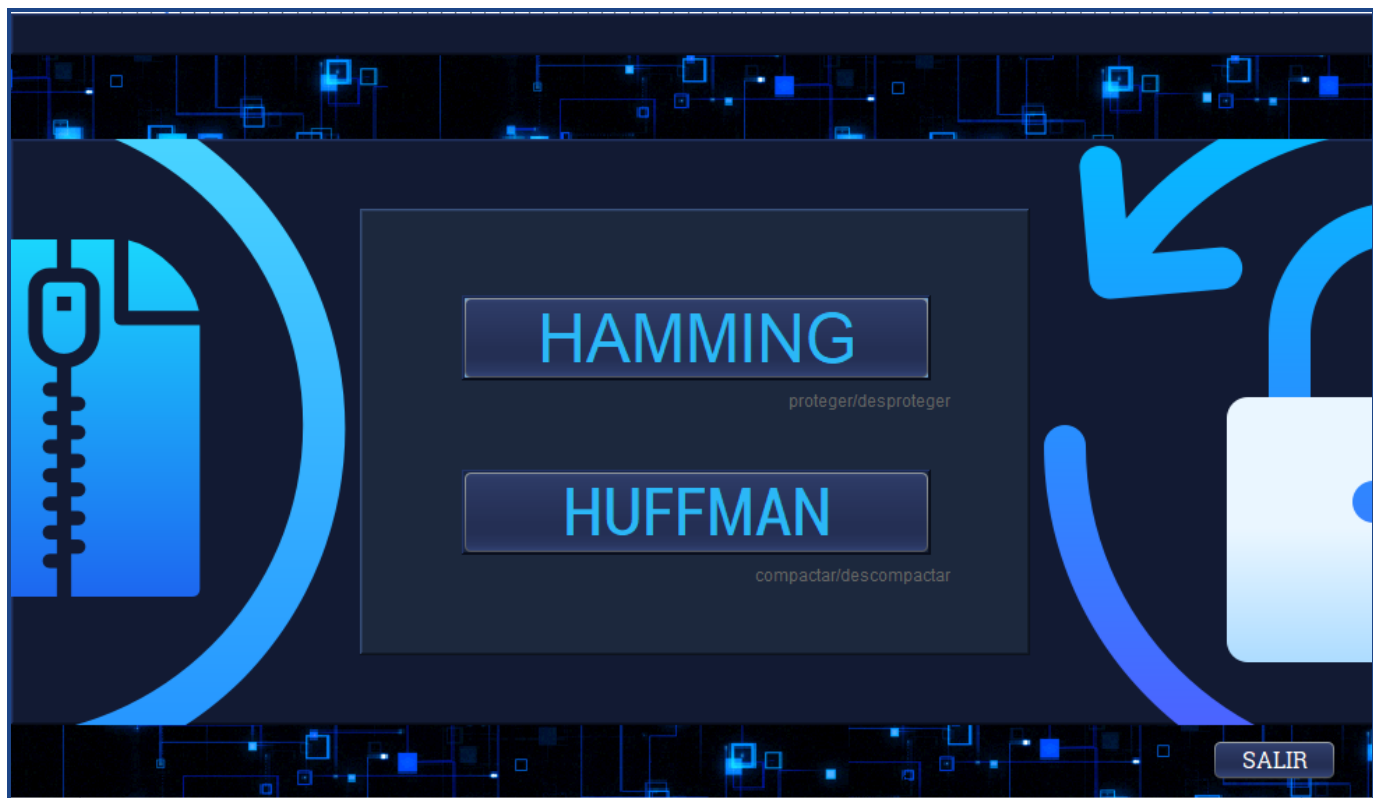 HAMMING
proteger/desproteger
HUFFMAN
compactar/descompactar
SALIR